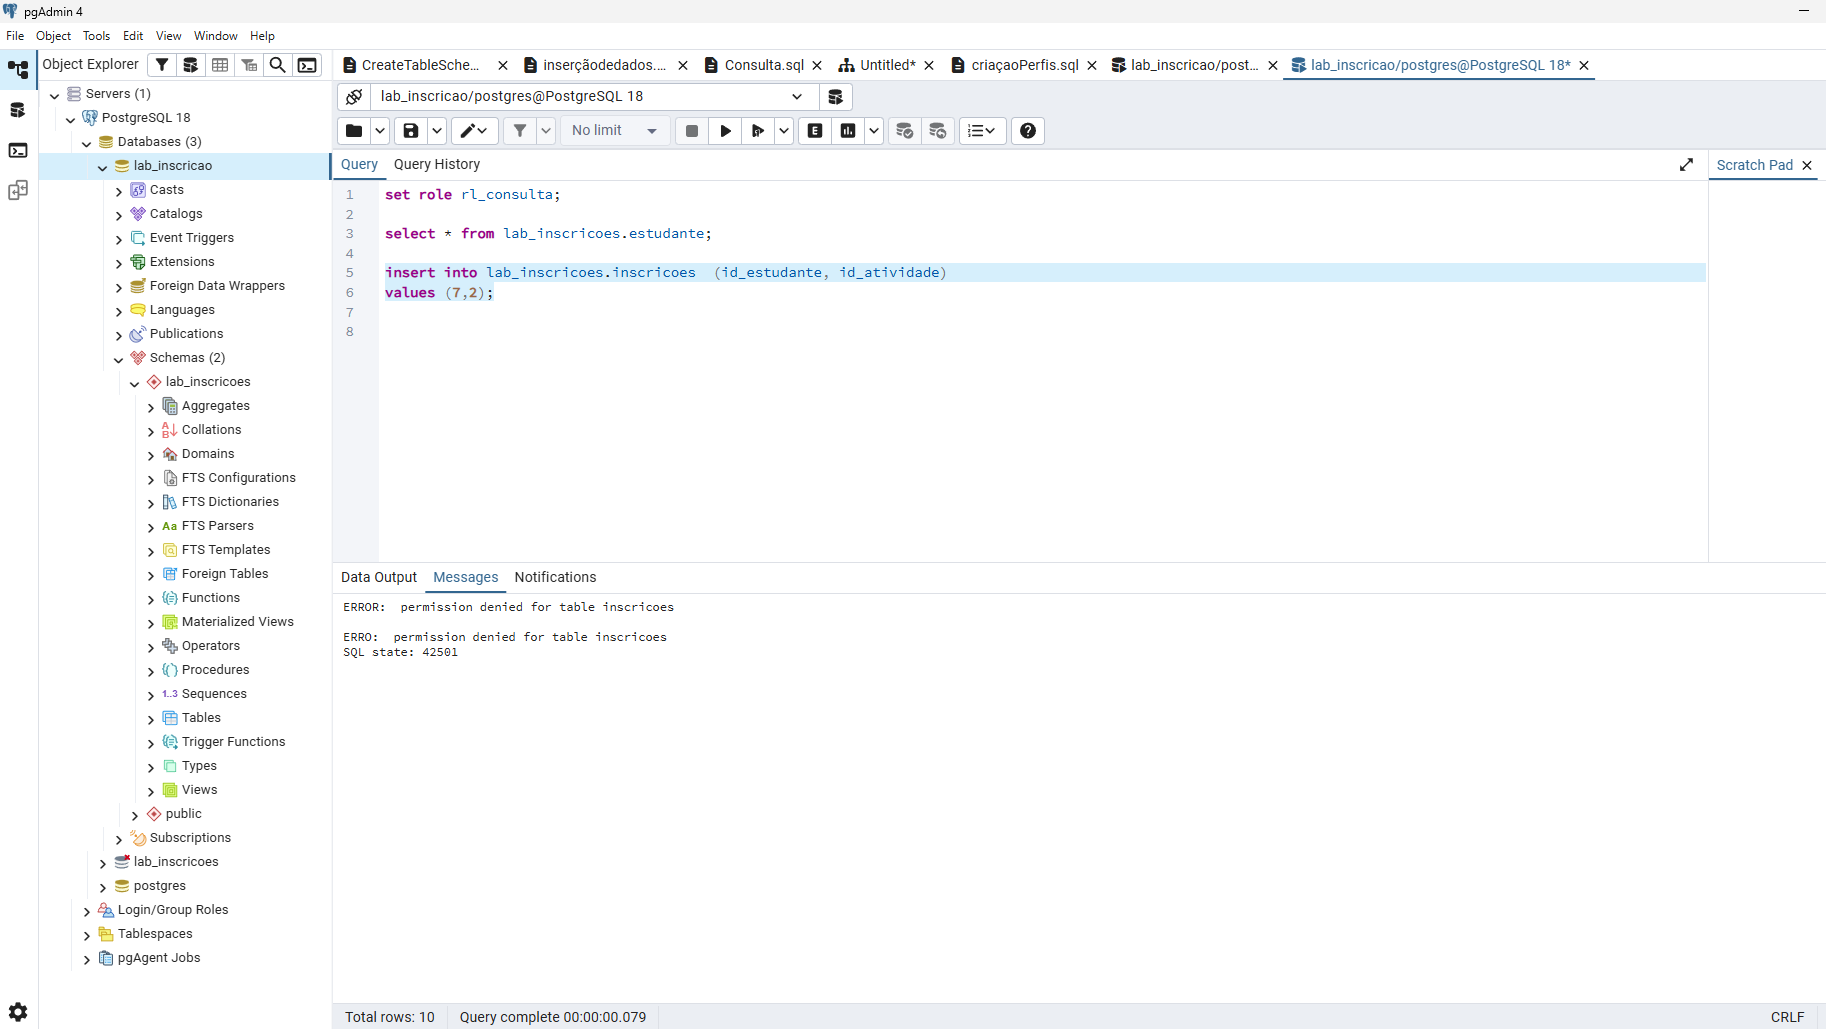 pgAdmin 4
File Object Tools Edit View Window Help
Object Explorer
CreateTableSche...
inserçãodedados....
Consulta.sql
Untitled*
criaçaoPerfis.sql
lab_inscricao/post...
lab_inscricao/postgres@PostgreSQL 18*
Servers (1)
PostgreSQL 18
Databases (3)
lab_inscricao
Casts
Catalogs
Event Triggers
Extensions
Foreign Data Wrappers
Languages
Publications
Schemas (2)
lab_inscricoes
Aggregates
Collations
Domains
FTS Configurations
FTS Dictionaries
Aa FTS Parsers
FTS Templates
Foreign Tables
Functions
Materialized Views
Operators
Procedures
1..3 Sequences
Tables
Trigger Functions
Types
Views
public
Subscriptions
lab_inscricoes
postgres
Login/Group Roles
Tablespaces
pgAgent Jobs
lab_inscricao/postgres@PostgreSQL 18
No limit
E
Query Query History
Scratch Pad
1 set role rl_consulta;
2
3 select * from lab_inscricoes.estudante;
4
5 insert into lab_inscricoes.inscricoes  (id_estudante, id_atividade)
6 values (7,2);
7
8
Data Output Messages Notifications
ERROR:  permission denied for table inscricoes
ERRO:  permission denied for table inscricoes
SQL state: 42501
Total rows: 10 Query complete 00:00:00.079 CRLF